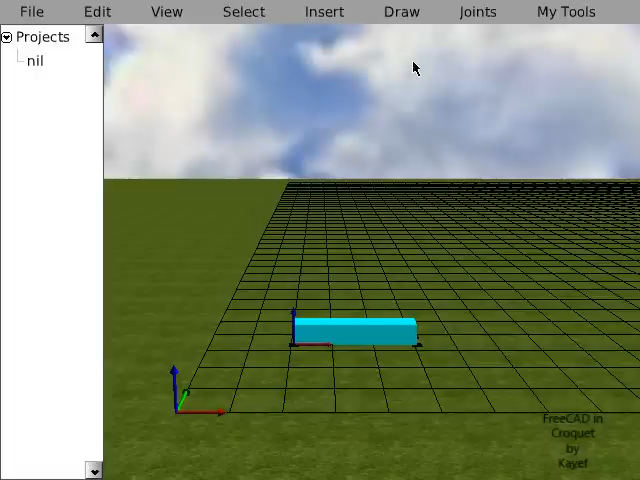 File Edit View Select Insert Draw Joints My Tools
Projects
nil
FreeCAD in
Croquet
by
Kayef